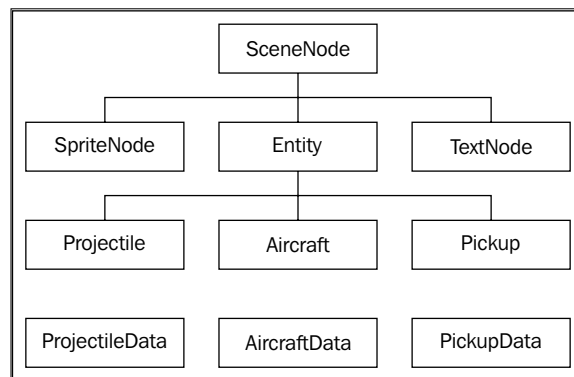 SceneNode
SpriteNode
Entity
TextNode
Projectile
Aircraft
Pickup
ProjectileData
AircraftData
PickupData